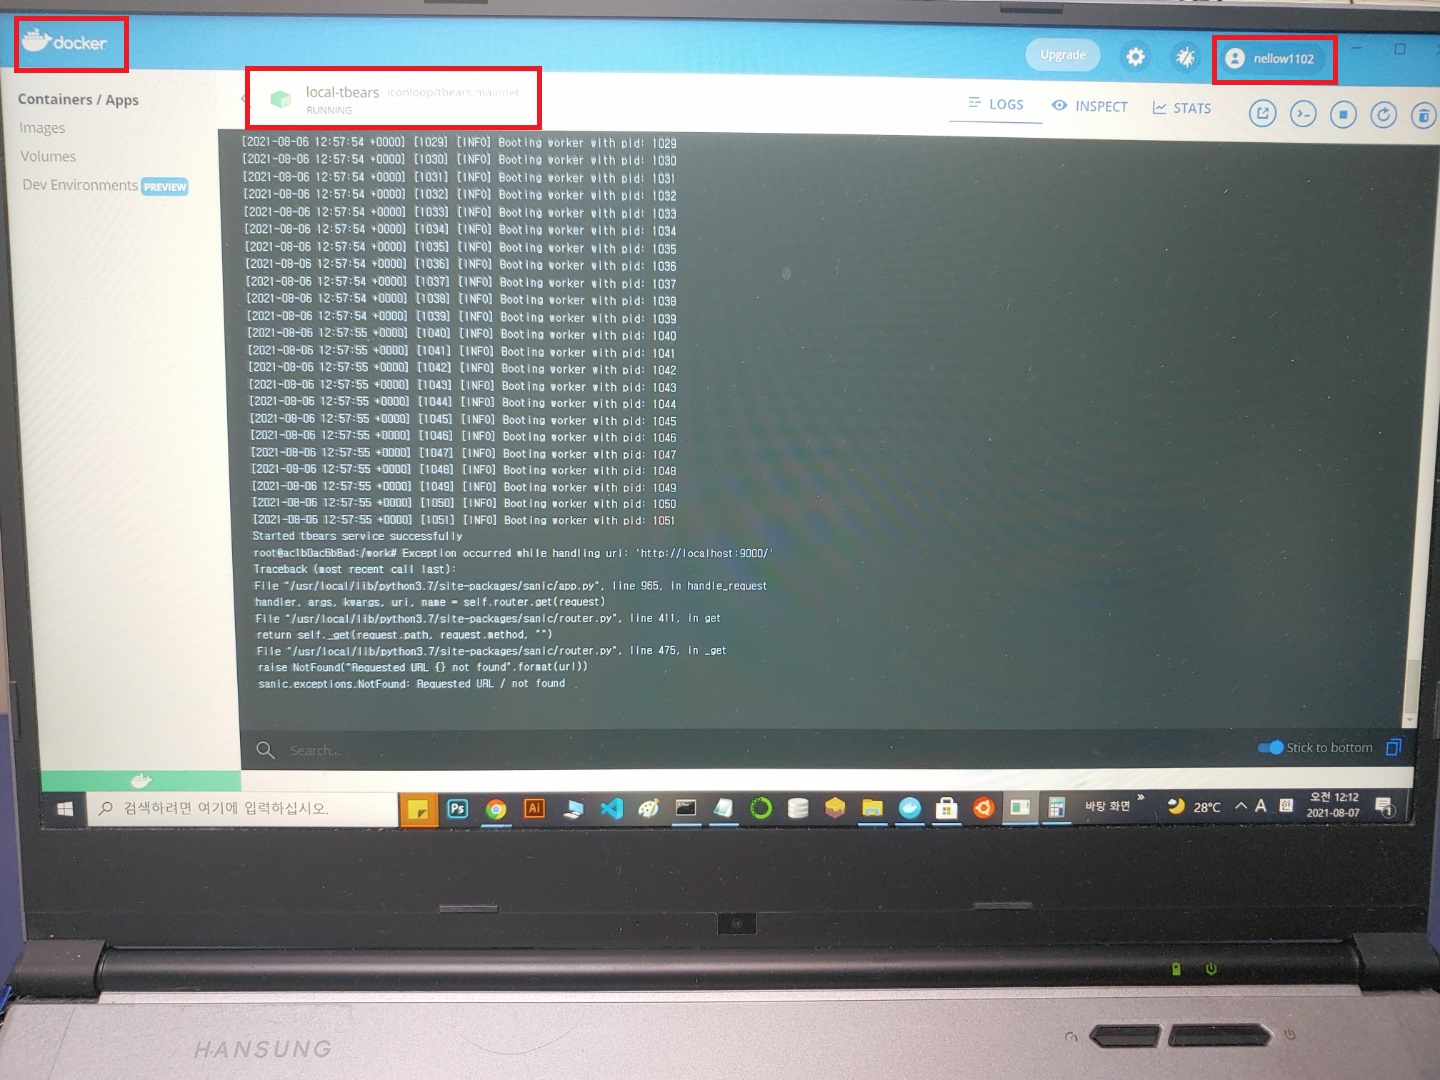 docker
Upgrade
nellow1102
Containers / Apps
Images
Volumes
Dev Environments PREVIEW
local-tbears iconloop/tbears:mainnet
RUNNING
LOGS
INSPECT
STATS
[2021-08-06 12:57:54 +0000] [1029] [INFO] Booting worker with pid: 1029
[2021-08-06 12:57:54 +0000] [1030] [INFO] Booting worker with pid: 1030
[2021-08-06 12:57:54 +0000] [1031] [INFO] Booting worker with pid: 1031
[2021-08-06 12:57:54 +0000] [1032] [INFO] Booting worker with pid: 1032
[2021-08-06 12:57:54 +0000] [1033] [INFO] Booting worker with pid: 1033
[2021-08-06 12:57:54 +0000] [1034] [INFO] Booting worker with pid: 1034
[2021-08-06 12:57:54 +0000] [1035] [INFO] Booting worker with pid: 1035
[2021-08-06 12:57:54 +0000] [1036] [INFO] Booting worker with pid: 1036
[2021-08-06 12:57:54 +0000] [1037] [INFO] Booting worker with pid: 1037
[2021-08-06 12:57:54 +0000] [1038] [INFO] Booting worker with pid: 1038
[2021-08-06 12:57:54 +0000] [1039] [INFO] Booting worker with pid: 1039
[2021-08-06 12:57:55 +0000] [1040] [INFO] Booting worker with pid: 1040
[2021-08-06 12:57:55 +0000] [1041] [INFO] Booting worker with pid: 1041
[2021-08-06 12:57:55 +0000] [1042] [INFO] Booting worker with pid: 1042
[2021-08-06 12:57:55 +0000] [1043] [INFO] Booting worker with pid: 1043
[2021-08-06 12:57:55 +0000] [1044] [INFO] Booting worker with pid: 1044
[2021-08-06 12:57:55 +0000] [1045] [INFO] Booting worker with pid: 1045
[2021-08-06 12:57:55 +0000] [1046] [INFO] Booting worker with pid: 1046
[2021-08-06 12:57:55 +0000] [1047] [INFO] Booting worker with pid: 1047
[2021-08-06 12:57:55 +0000] [1048] [INFO] Booting worker with pid: 1048
[2021-08-06 12:57:55 +0000] [1049] [INFO] Booting worker with pid: 1049
[2021-08-06 12:57:55 +0000] [1050] [INFO] Booting worker with pid: 1050
[2021-08-06 12:57:55 +0000] [1051] [INFO] Booting worker with pid: 1051
Started tbears service successfully
root@ac1b0ac5b8ad:/work# Exception occurred while handling uri: 'http://localhost:9000/'
Traceback (most recent call last):
File "/usr/local/lib/python3.7/site-packages/sanic/app.py", line 965, in handle_request
handler, args, kwargs, uri, name = self.router.get(request)
File "/usr/local/lib/python3.7/site-packages/sanic/router.py", line 411, in get
return self._get(request.path, request.method, "")
File "/usr/local/lib/python3.7/site-packages/sanic/router.py", line 475, in _get
raise NotFound("Requested URL {} not found".format(url))
sanic.exceptions.NotFound: Requested URL / not found
Search...
Stick to bottom
검색하려면 여기에 입력하십시오.
Ps
Ai
바탕 화면
28°C
A
한
오전 12:12
2021-08-07
1
HANSUNG